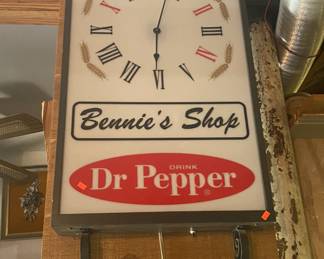 Bennie's Shop
DRINK
Dr Pepper
®